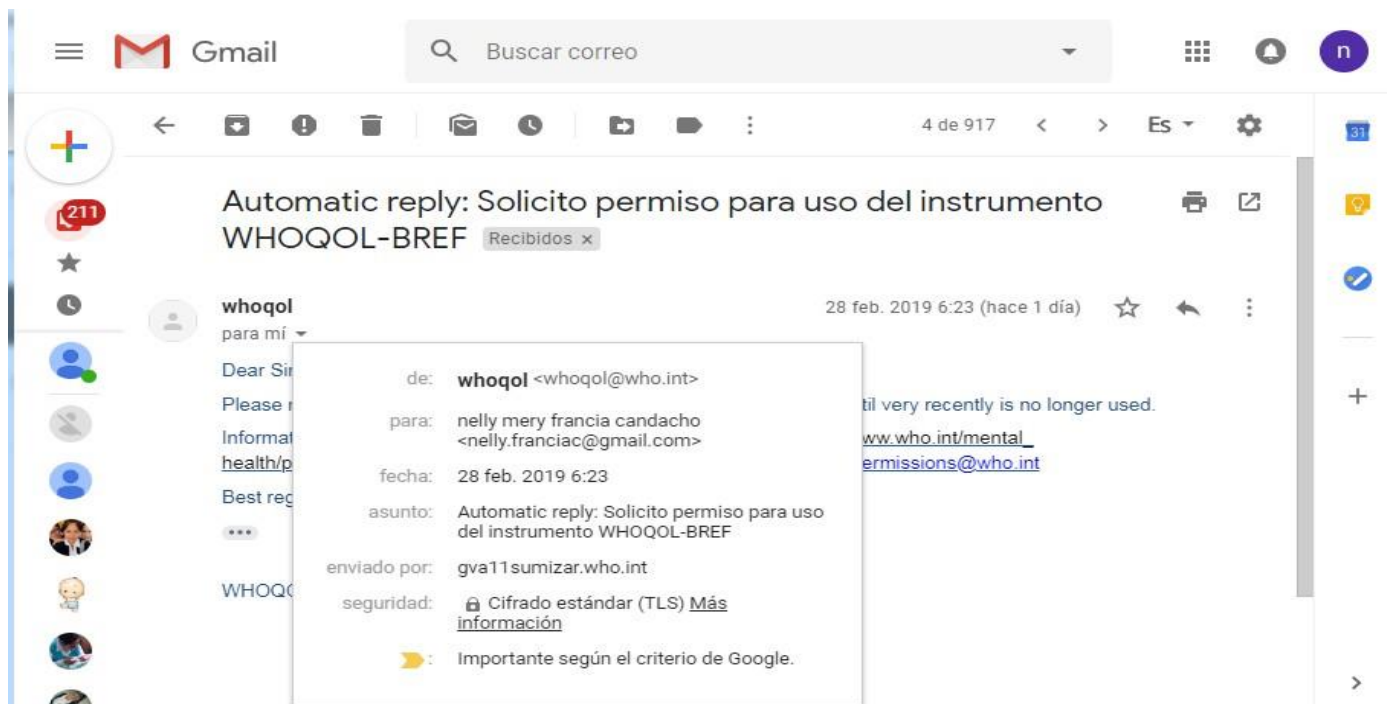 Gmail
Buscar correo
n
4 de 917
Es
31
211
Automatic reply: Solicito permiso para uso del instrumento
WHOQOL-BREF Recibidos x
whoqol
28 feb. 2019 6:23 (hace 1 día)
para mí
Dear Sir
de: whoqol <whoqol@who.int>
Please
til very recently is no longer used.
para: nelly mery francia candacho
<nelly.franciac@gmail.com>
Informat
ww.who.int/mental_
health/p
ermissions@who.int
fecha: 28 feb. 2019 6:23
Best reg
asunto: Automatic reply: Solicito permiso para uso
del instrumento WHOQOL-BREF
enviado por: gva11sumizar.who.int
WHOQO
seguridad: Cifrado estándar (TLS) Más
información
: Importante según el criterio de Google.